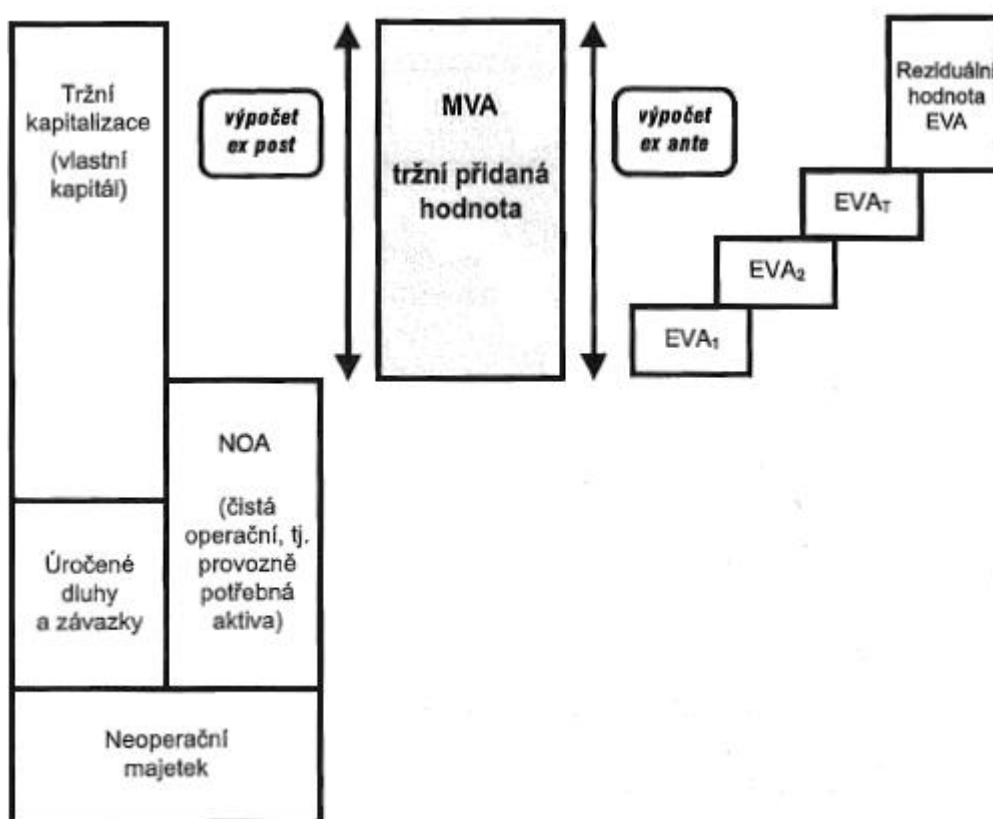 Tržní
kapitalizace
(vlastní
kapitál)
výpočet
ex post
MVA
tržní přidaná
hodnota
výpočet
ex ante
Reziduální
hodnota
EVA
EVA_T
EVA₂
EVA₁
NOA
(čistá
operační, tj.
provozně
potřebná
aktiva)
Úročené
dluhy
a závazky
Neoperační
majetek